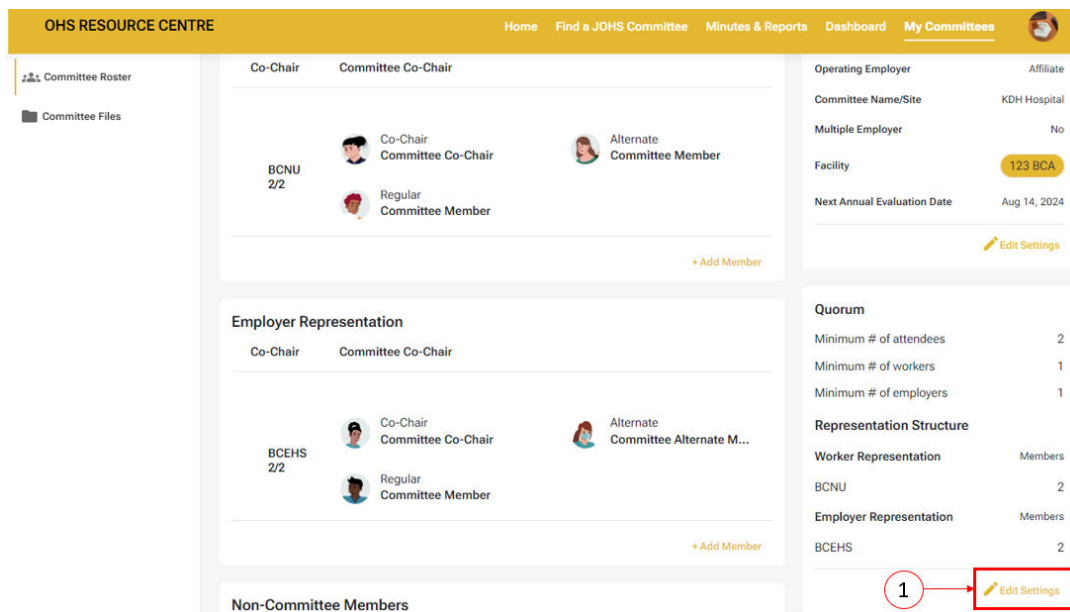 OHS RESOURCE CENTRE
Home Find a JOHS Committee Minutes & Reports Dashboard My Committees
Committee Roster
Committee Files
Co-Chair Committee Co-Chair
BCNU
2/2
Co-Chair
Committee Co-Chair
Alternate
Committee Member
Regular
Committee Member
+ Add Member
Employer Representation
Co-Chair Committee Co-Chair
BCEHS
2/2
Co-Chair
Committee Co-Chair
Alternate
Committee Alternate M...
Regular
Committee Member
+ Add Member
Non-Committee Members
Operating Employer Affiliate
Committee Name/Site KDH Hospital
Multiple Employer No
Facility 123 BCA
Next Annual Evaluation Date Aug 14, 2024
Edit Settings
Quorum
Minimum # of attendees 2
Minimum # of workers 1
Minimum # of employers 1
Representation Structure
Worker Representation Members
BCNU 2
Employer Representation Members
BCEHS 2
1 Edit Settings